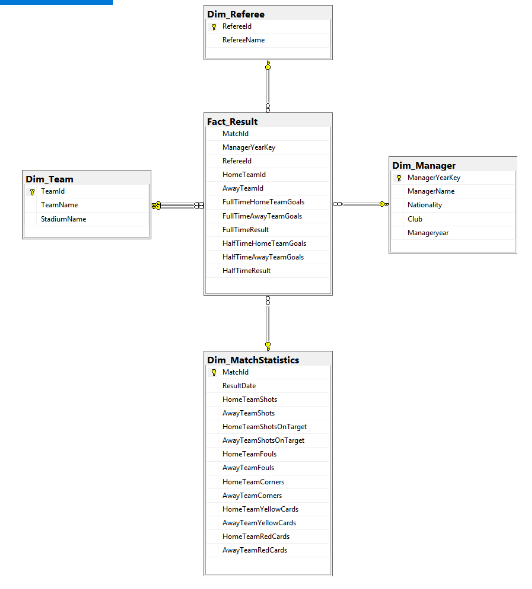 Dim_Referee
RefereeId
RefereeName
Fact_Result
MatchId
ManagerYearKey
RefereeId
HomeTeamId
AwayTeamId
FullTimeHomeTeamGoals
FullTimeAwayTeamGoals
FullTimeResult
HalfTimeHomeTeamGoals
HalfTimeAwayTeamGoals
HalfTimeResult
Dim_Team
TeamId
TeamName
StadiumName
Dim_Manager
ManagerYearKey
ManagerName
Nationality
Club
Manageryear
Dim_MatchStatistics
MatchId
ResultDate
HomeTeamShots
AwayTeamShots
HomeTeamShotsOnTarget
AwayTeamShotsOnTarget
HomeTeamFouls
AwayTeamFouls
HomeTeamCorners
AwayTeamCorners
HomeTeamYellowCards
AwayTeamYellowCards
HomeTeamRedCards
AwayTeamRedCards